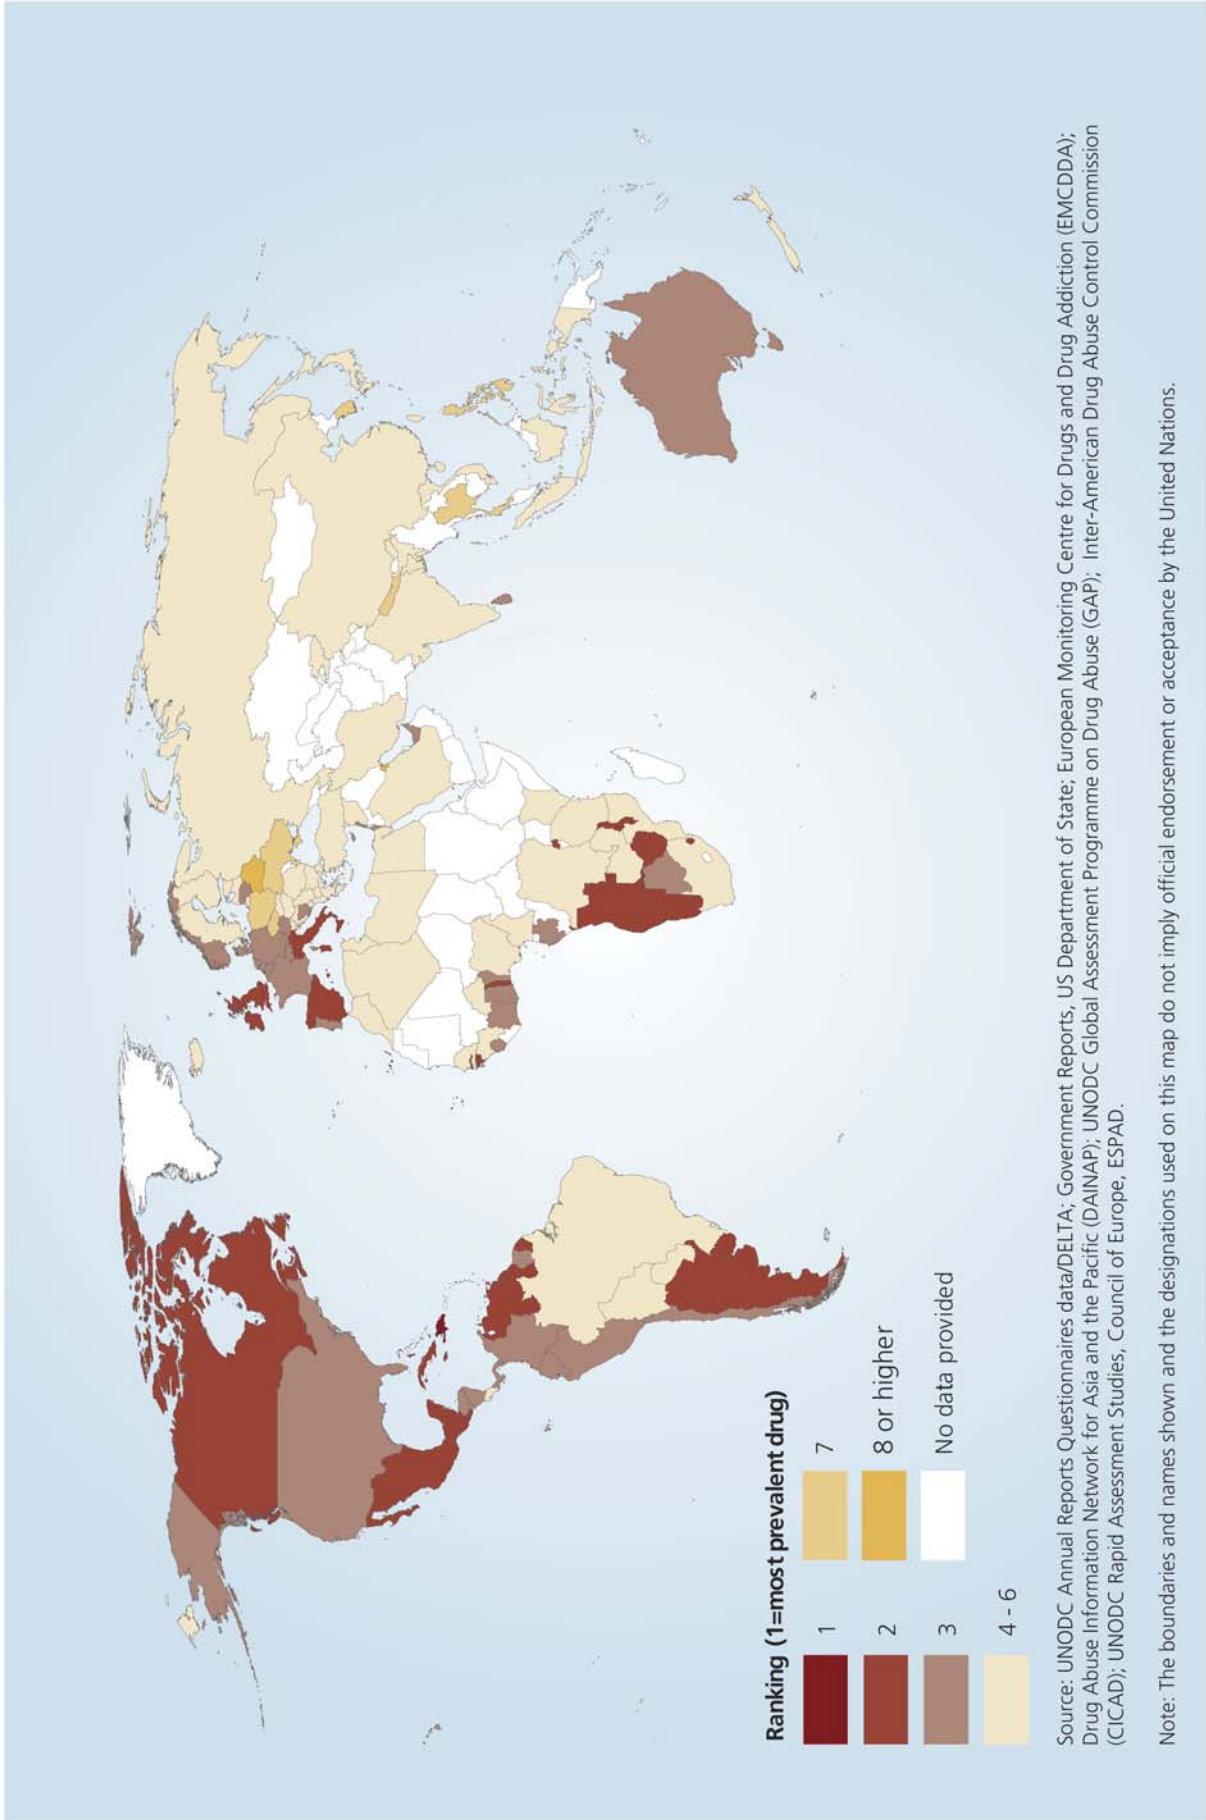 Ranking (1=most prevalent drug)
1
2
3
4 - 6
7
8 or higher
No data provided
Source: UNODC Annual Reports Questionnaires data/DELTA; Government Reports, US Department of State; European Monitoring Centre for Drugs and Drug Addiction (EMCDDA);
Drug Abuse Information Network for Asia and the Pacific (DAINAP); UNODC Global Assessment Programme on Drug Abuse (GAP); Inter-American Drug Abuse Control Commission
(CICAD); UNODC Rapid Assessment Studies, Council of Europe, ESPAD.
Note: The boundaries and names shown and the designations used on this map do not imply official endorsement or acceptance by the United Nations.